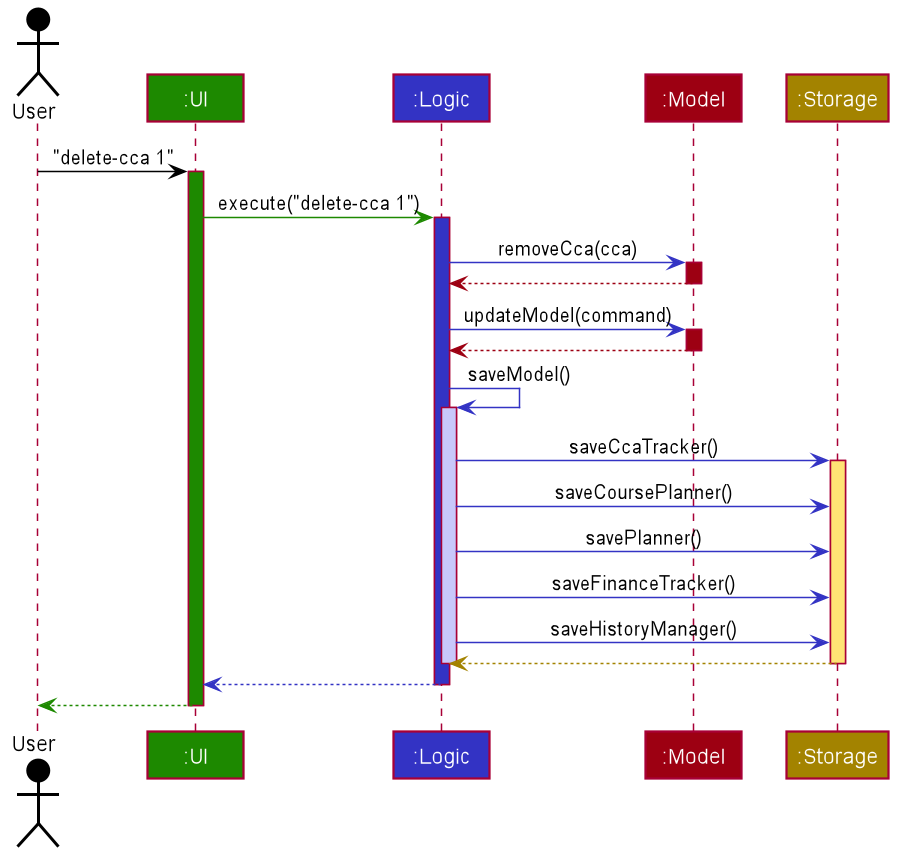 User
:UI
:Logic
:Model
:Storage
"delete-cca 1"
execute("delete-cca 1")
removeCca(cca)
updateModel(command)
saveModel()
saveCcaTracker()
saveCoursePlanner()
savePlanner()
saveFinanceTracker()
saveHistoryManager()
User
:UI
:Logic
:Model
:Storage